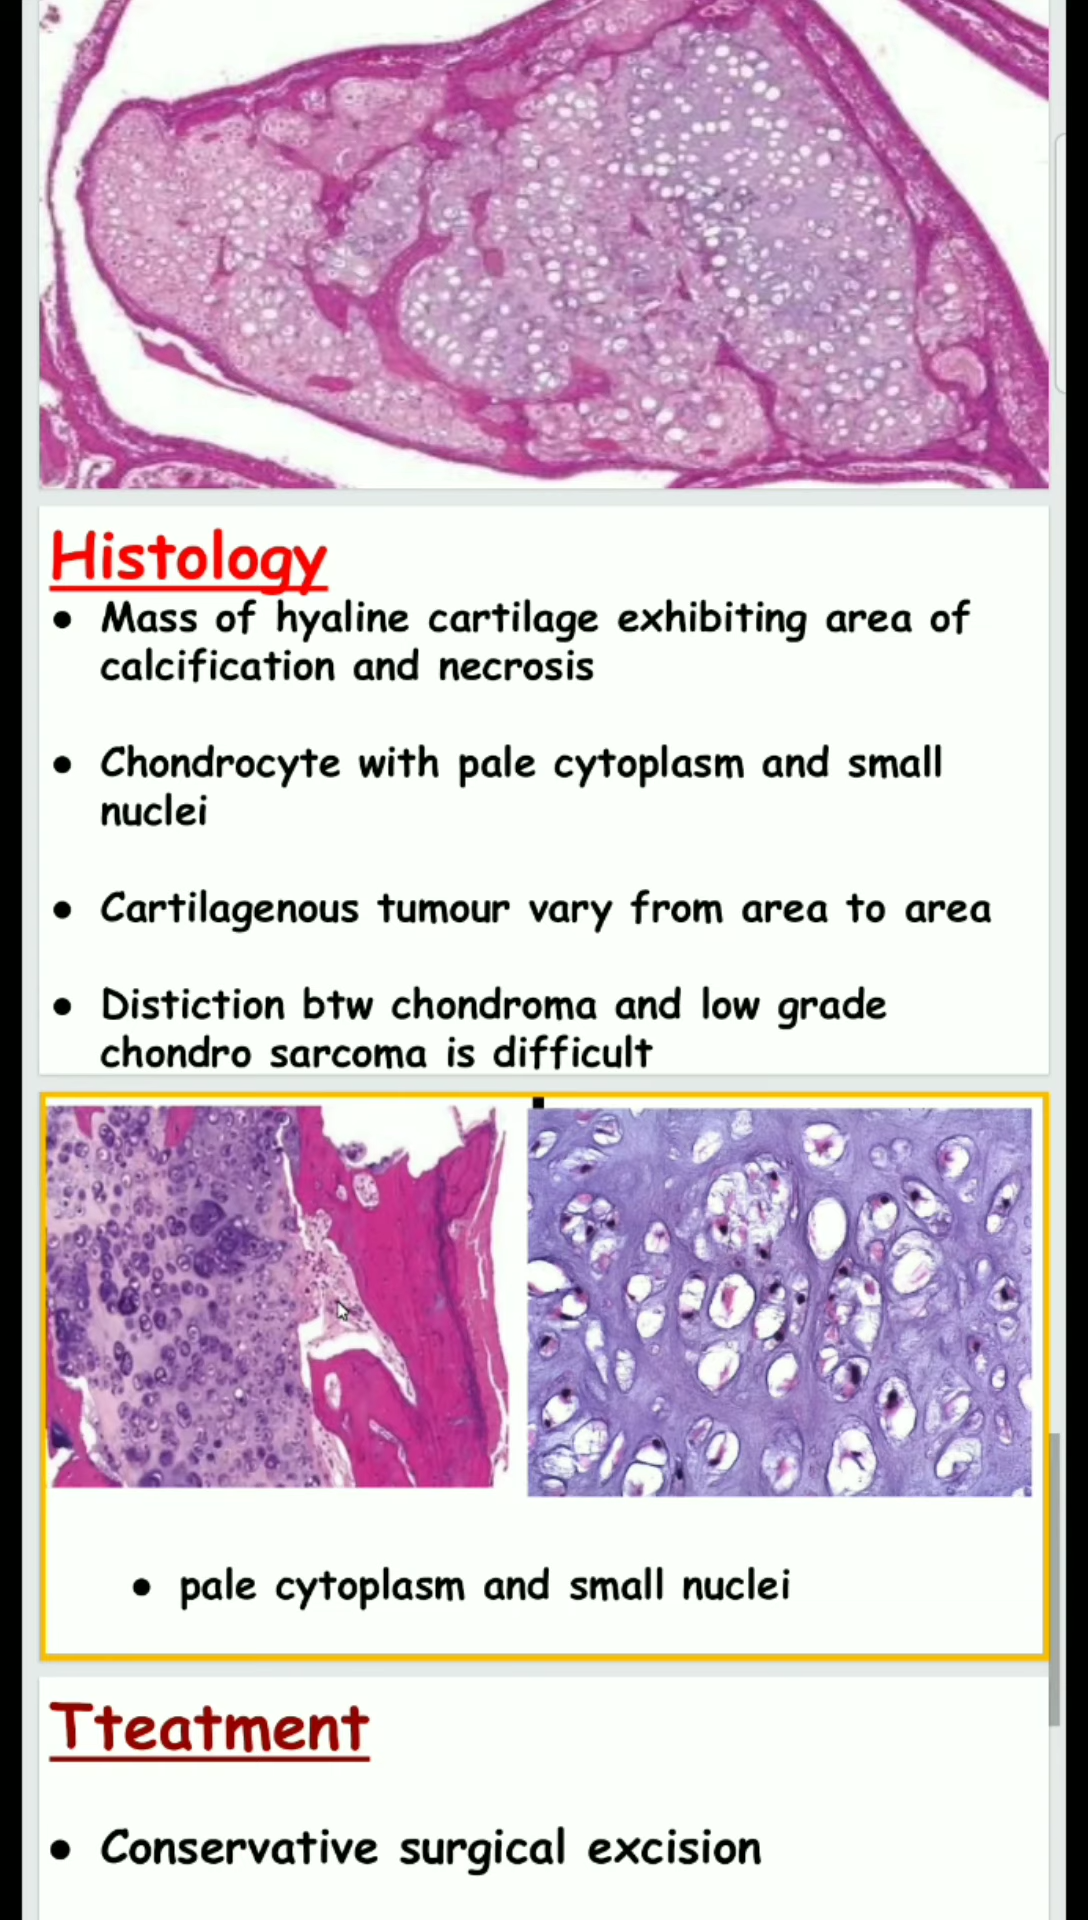 Histology
● Mass of hyaline cartilage exhibiting area of
calcification and necrosis
● Chondrocyte with pale cytoplasm and small
nuclei
● Cartilagenous tumour vary from area to area
● Distiction btw chondroma and low grade
chondro sarcoma is difficult
● pale cytoplasm and small nuclei
Tteatment
● Conservative surgical excision